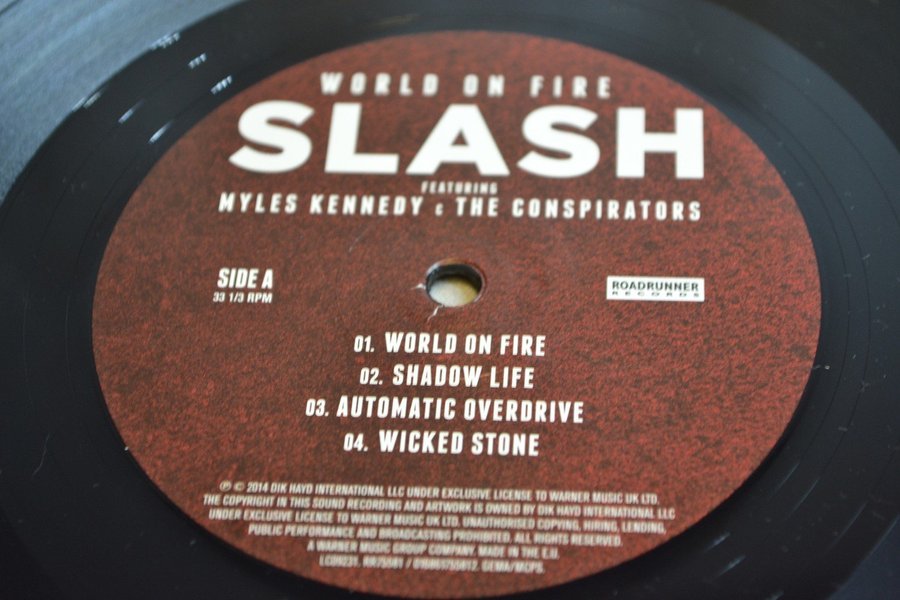 WORLD ON FIRE
SLASH
FEATURING
MYLES KENNEDY & THE CONSPIRATORS
SIDE A
33 1/3 RPM
ROADRUNNER
RECORDS
01. WORLD ON FIRE
02. SHADOW LIFE
03. AUTOMATIC OVERDRIVE
04. WICKED STONE
℗ © 2014 DIK HAYD INTERNATIONAL LLC UNDER EXCLUSIVE LICENSE TO WARNER MUSIC UK LTD.
THE COPYRIGHT IN THIS SOUND RECORDING AND ARTWORK IS OWNED BY DIK HAYD INTERNATIONAL LLC
UNDER EXCLUSIVE LICENSE TO WARNER MUSIC UK LTD. UNAUTHORISED COPYING, HIRING, LENDING,
PUBLIC PERFORMANCE AND BROADCASTING PROHIBITED. ALL RIGHTS RESERVED.
A WARNER MUSIC GROUP COMPANY. MADE IN THE E.U.
GEMA/MCPS.